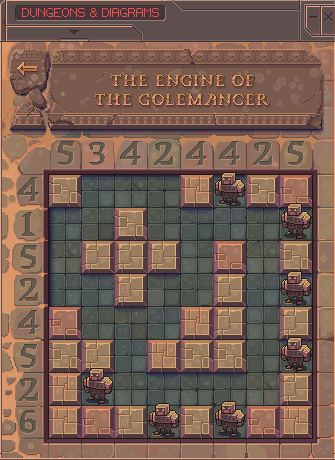 DUNGEONS & DIAGRAMS
THE ENGINE OF
THE GOLEMANCER
5 3 4 2 4 4 2 5
4
1
5
2
4
5
2
6